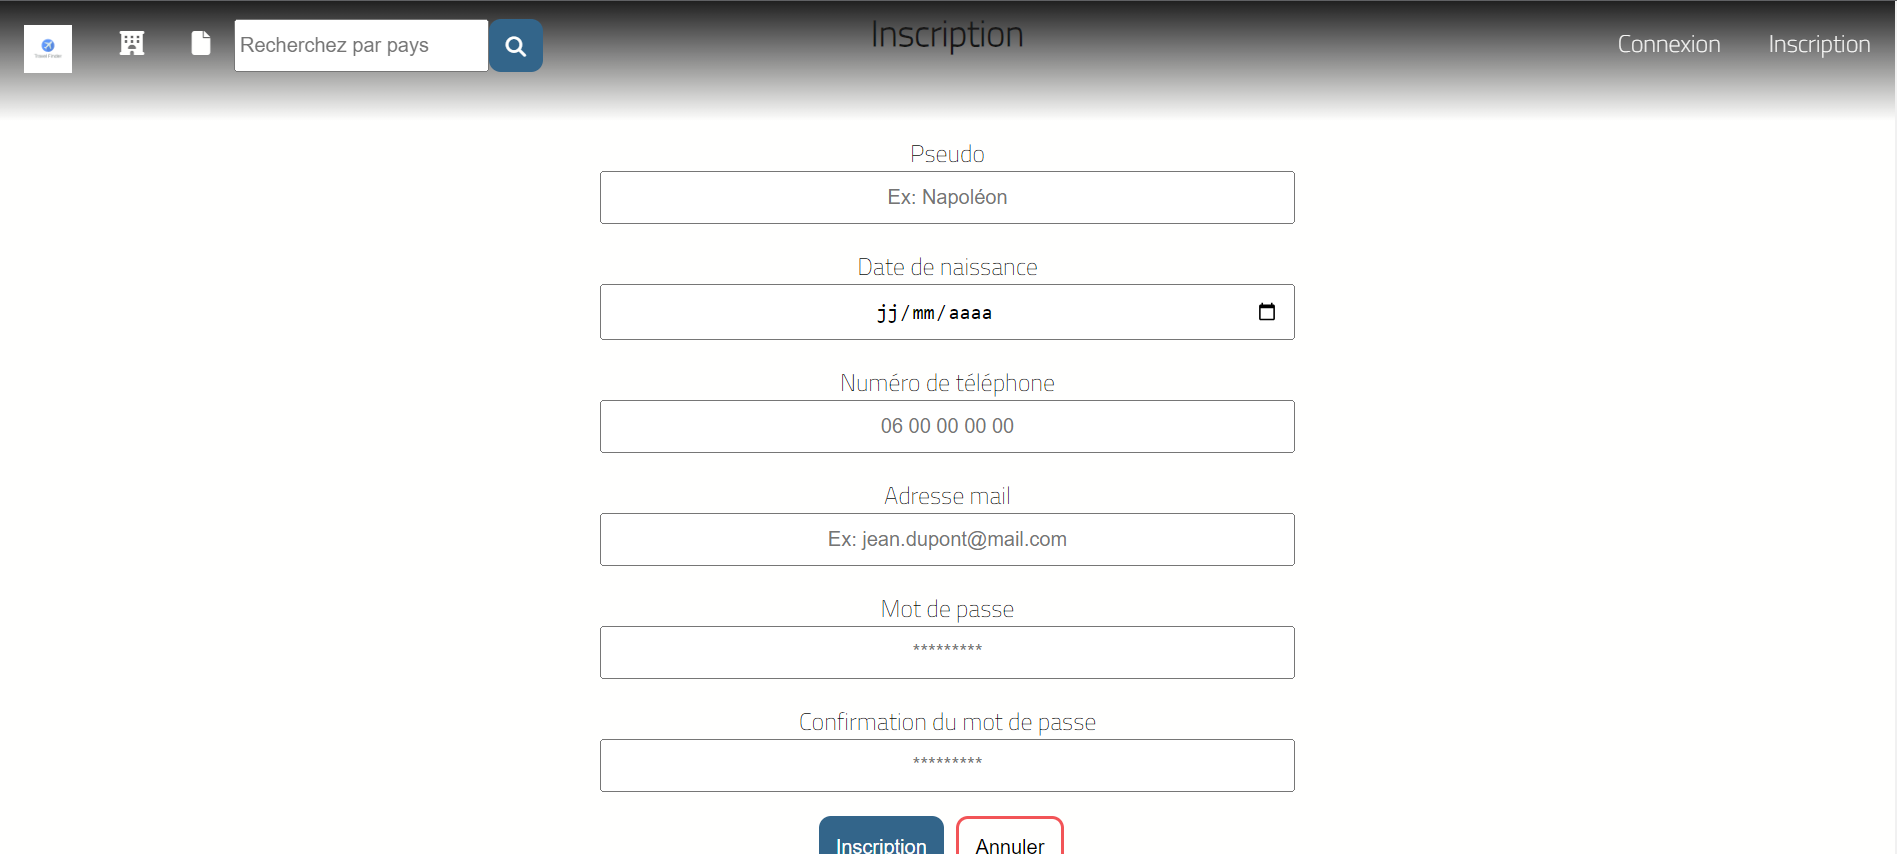 Travel Finder
Recherchez par pays
Inscription
Connexion
Inscription
Pseudo
Ex: Napoléon
Date de naissance
jj/mm/aaaa
Numéro de téléphone
06 00 00 00 00
Adresse mail
Ex: jean.dupont@mail.com
Mot de passe
*********
Confirmation du mot de passe
*********
Inscription
Annuler